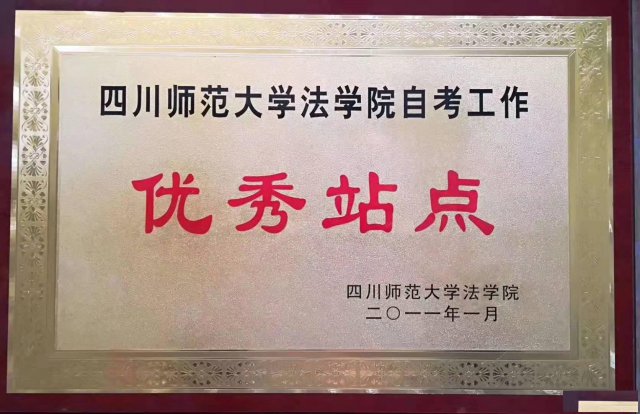 四川师范大学法学院自考工作
优秀站点
四川师范大学法学院
二〇一一年一月